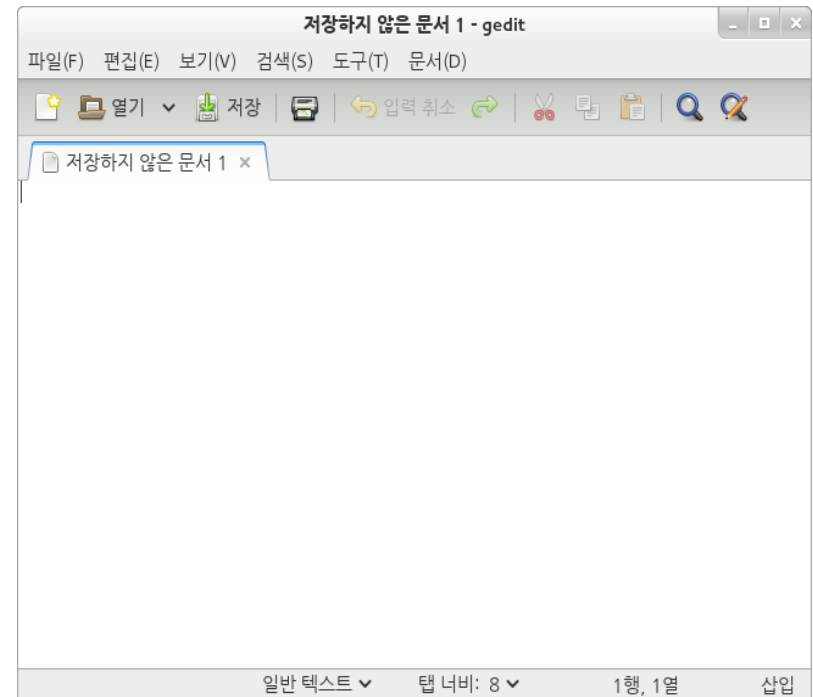 저장하지 않은 문서 1 - gedit
파일(F) 편집(E) 보기(V) 검색(S) 도구(T) 문서(D)
열기 저장 입력 취소
저장하지 않은 문서 1
일반 텍스트 탭 너비: 8 1행, 1열 삽입